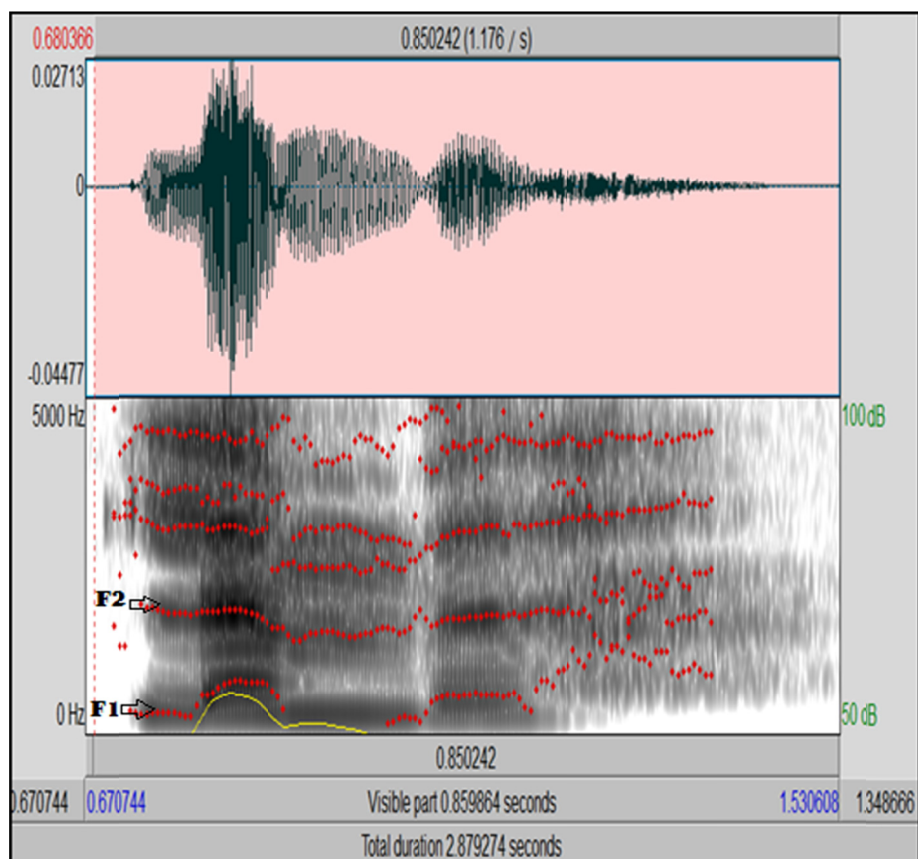 0.680366 0.850242 (1.176 / s)
0.02713
0
-0.04477
5000 Hz 100 dB
F2
F1
0 Hz 50 dB
0.850242
0.670744 0.670744 Visible part 0.859864 seconds 1.530608 1.348666
Total duration 2.879274 seconds